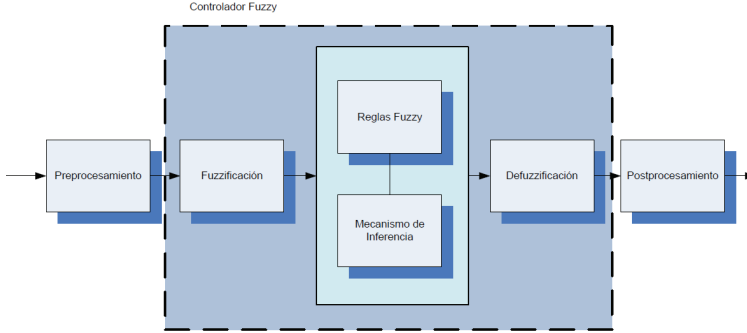 Controlador Fuzzy
Preprocesamiento
Fuzzificación
Reglas Fuzzy
Mecanismo de
Inferencia
Defuzzificación
Postprocesamiento